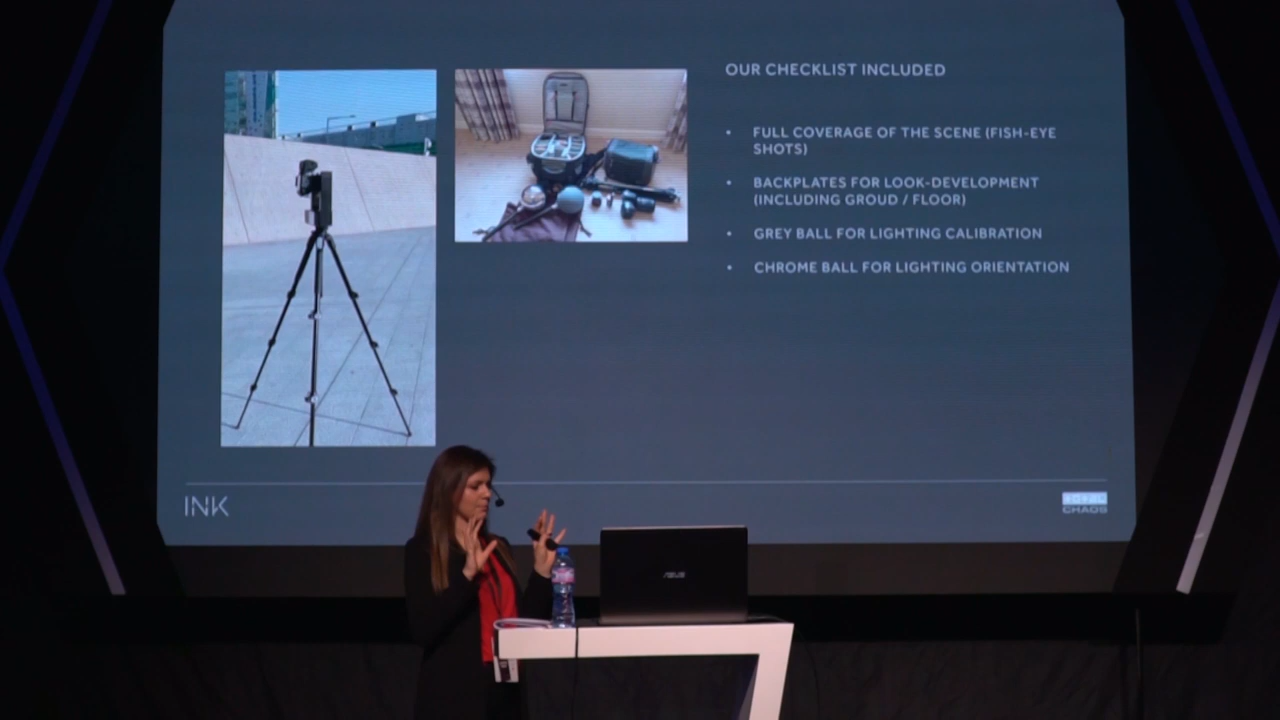 OUR CHECKLIST INCLUDED
• FULL COVERAGE OF THE SCENE (FISH-EYE
SHOTS)
• BACKPLATES FOR LOOK-DEVELOPMENT
(INCLUDING GROUD / FLOOR)
• GREY BALL FOR LIGHTING CALIBRATION
• CHROME BALL FOR LIGHTING ORIENTATION
INK
CHAOS
ASUS